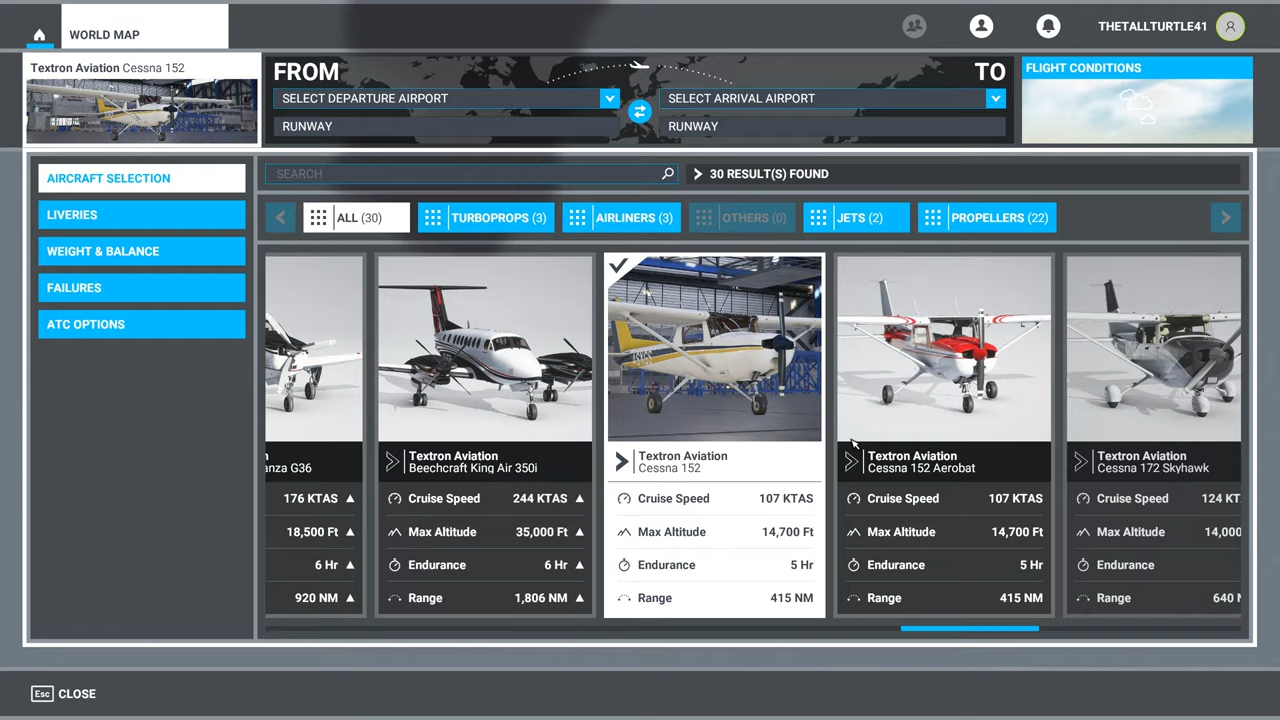 WORLD MAP
THETALLTURTLE41
Textron Aviation Cessna 152
FROM
TO
SELECT DEPARTURE AIRPORT
SELECT ARRIVAL AIRPORT
RUNWAY
RUNWAY
FLIGHT CONDITIONS
AIRCRAFT SELECTION
LIVERIES
WEIGHT & BALANCE
FAILURES
ATC OPTIONS
SEARCH
30 RESULT(S) FOUND
ALL (30)
TURBOPROPS (3)
AIRLINERS (3)
OTHERS (0)
JETS (2)
PROPELLERS (22)
anza G36
176 KTAS
18,500 Ft
6 Hr
920 NM
Textron Aviation
Beechcraft King Air 350i
Cruise Speed 244 KTAS
Max Altitude 35,000 Ft
Endurance 6 Hr
Range 1,806 NM
Textron Aviation
Cessna 152
Cruise Speed 107 KTAS
Max Altitude 14,700 Ft
Endurance 5 Hr
Range 415 NM
Textron Aviation
Cessna 152 Aerobat
Cruise Speed 107 KTAS
Max Altitude 14,700 Ft
Endurance 5 Hr
Range 415 NM
Textron Aviation
Cessna 172 Skyhawk
Cruise Speed 124 KT
Max Altitude 14,000
Endurance
Range 640
Esc CLOSE